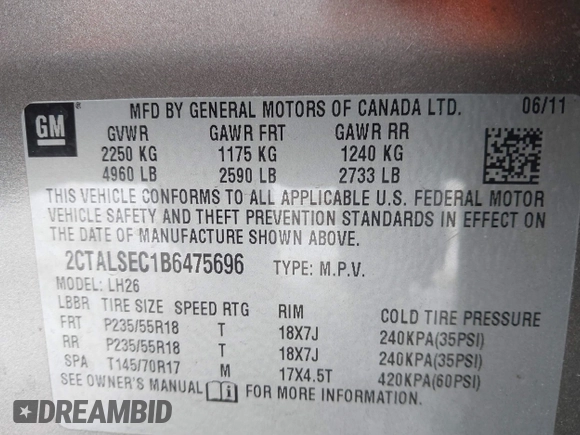 GM
MFD BY GENERAL MOTORS OF CANADA LTD. 06/11
GVWR GAWR FRT GAWR RR
2250 KG 1175 KG 1240 KG
4960 LB 2590 LB 2733 LB
THIS VEHICLE CONFORMS TO ALL APPLICABLE U.S. FEDERAL MOTOR
VEHICLE SAFETY AND THEFT PREVENTION STANDARDS IN EFFECT ON
THE DATE OF MANUFACTURE SHOWN ABOVE.
2CTALSEC1B6475696 TYPE: M.P.V.
MODEL: LH26
LBBR TIRE SIZE SPEED RTG RIM COLD TIRE PRESSURE
FRT P235/55R18 T 18X7J 240KPA(35PSI)
RR P235/55R18 T 18X7J 240KPA(35PSI)
SPA T145/70R17 M 17X4.5T 420KPA(60PSI)
SEE OWNER'S MANUAL FOR MORE INFORMATION.
DREAMBID